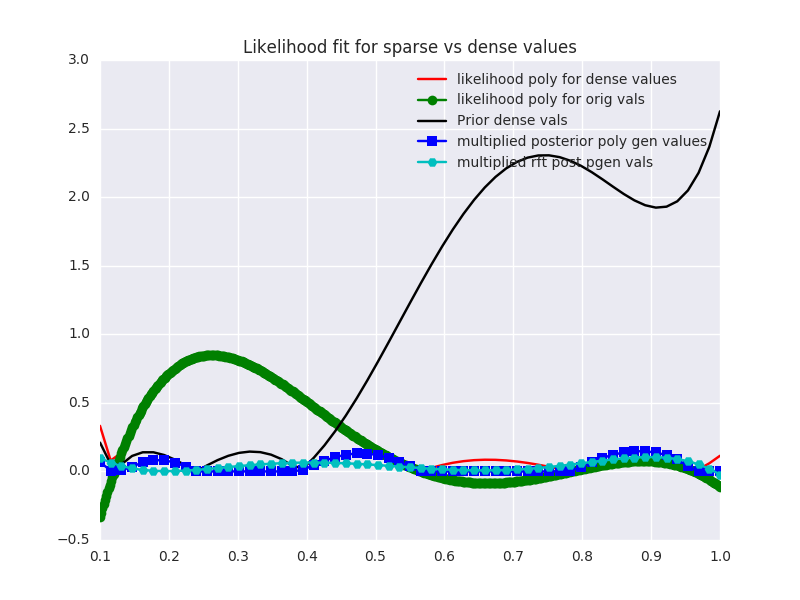 Likelihood fit for sparse vs dense values
3.0
2.5
2.0
1.5
1.0
0.5
0.0
−0.5
likelihood poly for dense values
likelihood poly for orig vals
Prior dense vals
multiplied posterior poly gen values
multiplied rft post pgen vals
0.1 0.2 0.3 0.4 0.5 0.6 0.7 0.8 0.9 1.0